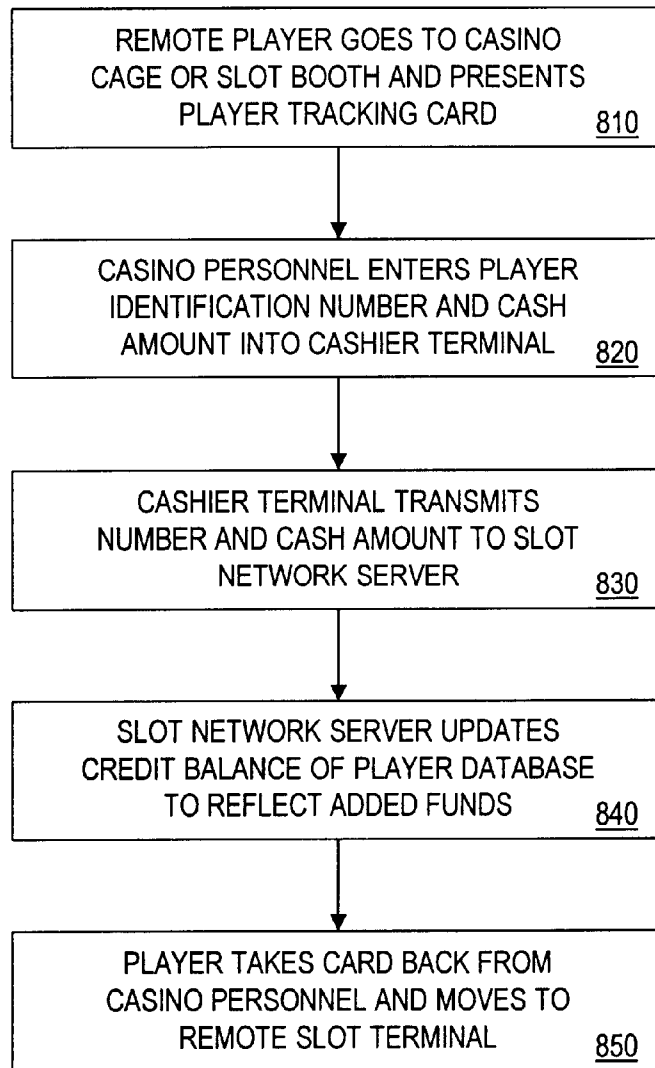 REMOTE PLAYER GOES TO CASINO
CAGE OR SLOT BOOTH AND PRESENTS
PLAYER TRACKING CARD
810
CASINO PERSONNEL ENTERS PLAYER
IDENTIFICATION NUMBER AND CASH
AMOUNT INTO CASHIER TERMINAL
820
CASHIER TERMINAL TRANSMITS
NUMBER AND CASH AMOUNT TO SLOT
NETWORK SERVER
830
SLOT NETWORK SERVER UPDATES
CREDIT BALANCE OF PLAYER DATABASE
TO REFLECT ADDED FUNDS
840
PLAYER TAKES CARD BACK FROM
CASINO PERSONNEL AND MOVES TO
REMOTE SLOT TERMINAL
850